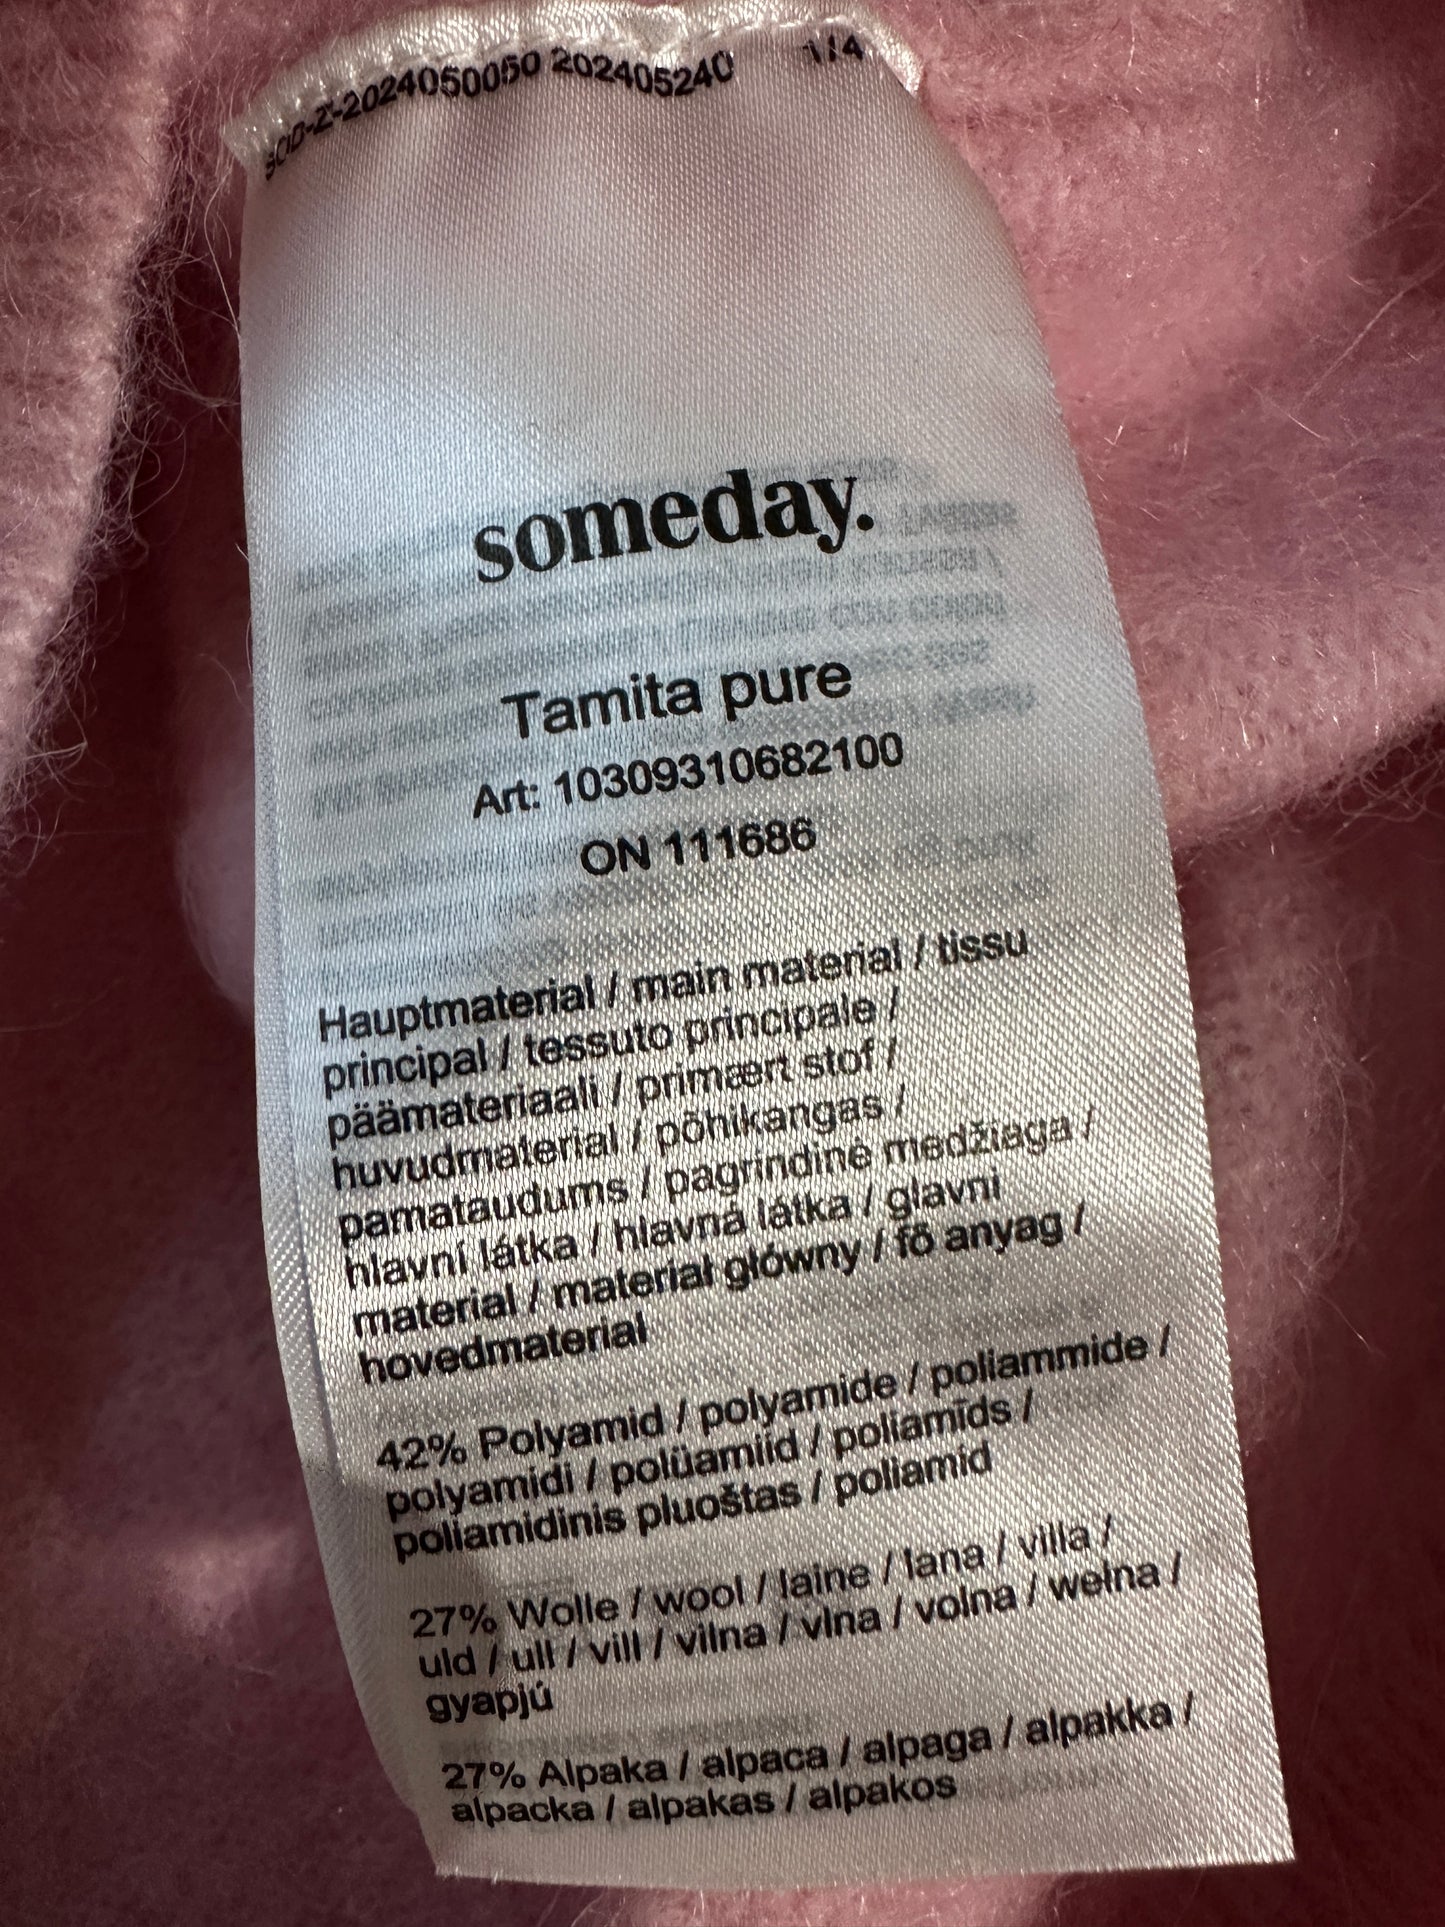 SCID-Z-2024050050 202405240 1/4
someday.
Tamita pure
Art: 10309310682100
ON 111686
Hauptmaterial / main material / tissu
principal / tessuto principale /
päämateriaali / primært stof /
huvudmaterial / põhikangas /
pamataudums / pagrindinė medžiaga /
hlavní látka / hlavná látka / glavni
material / materiał główny / fő anyag /
hovedmaterial
42% Polyamid / polyamide / poliammide /
polyamidi / polüamiid / poliamīds /
poliamidinis pluoštas / poliamid
27% Wolle / wool / laine / lana / villa /
uld / ull / vill / vilna / vlna / volna / wełna /
gyapjú
27% Alpaka / alpaca / alpaga / alpakka /
alpacka / alpakas / alpakos